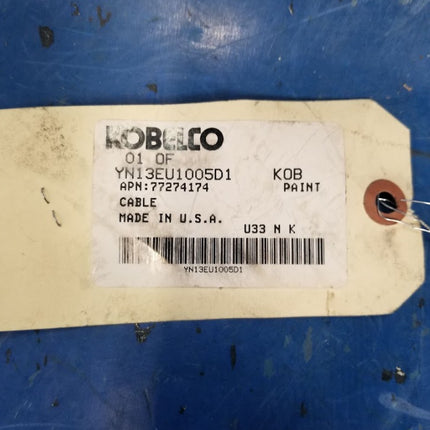 KOBELCO
01 OF
YN13EU1005D1 KOB
APN:77274174 PAINT
CABLE
MADE IN U.S.A.
U33 N K
YN13EU1005D1